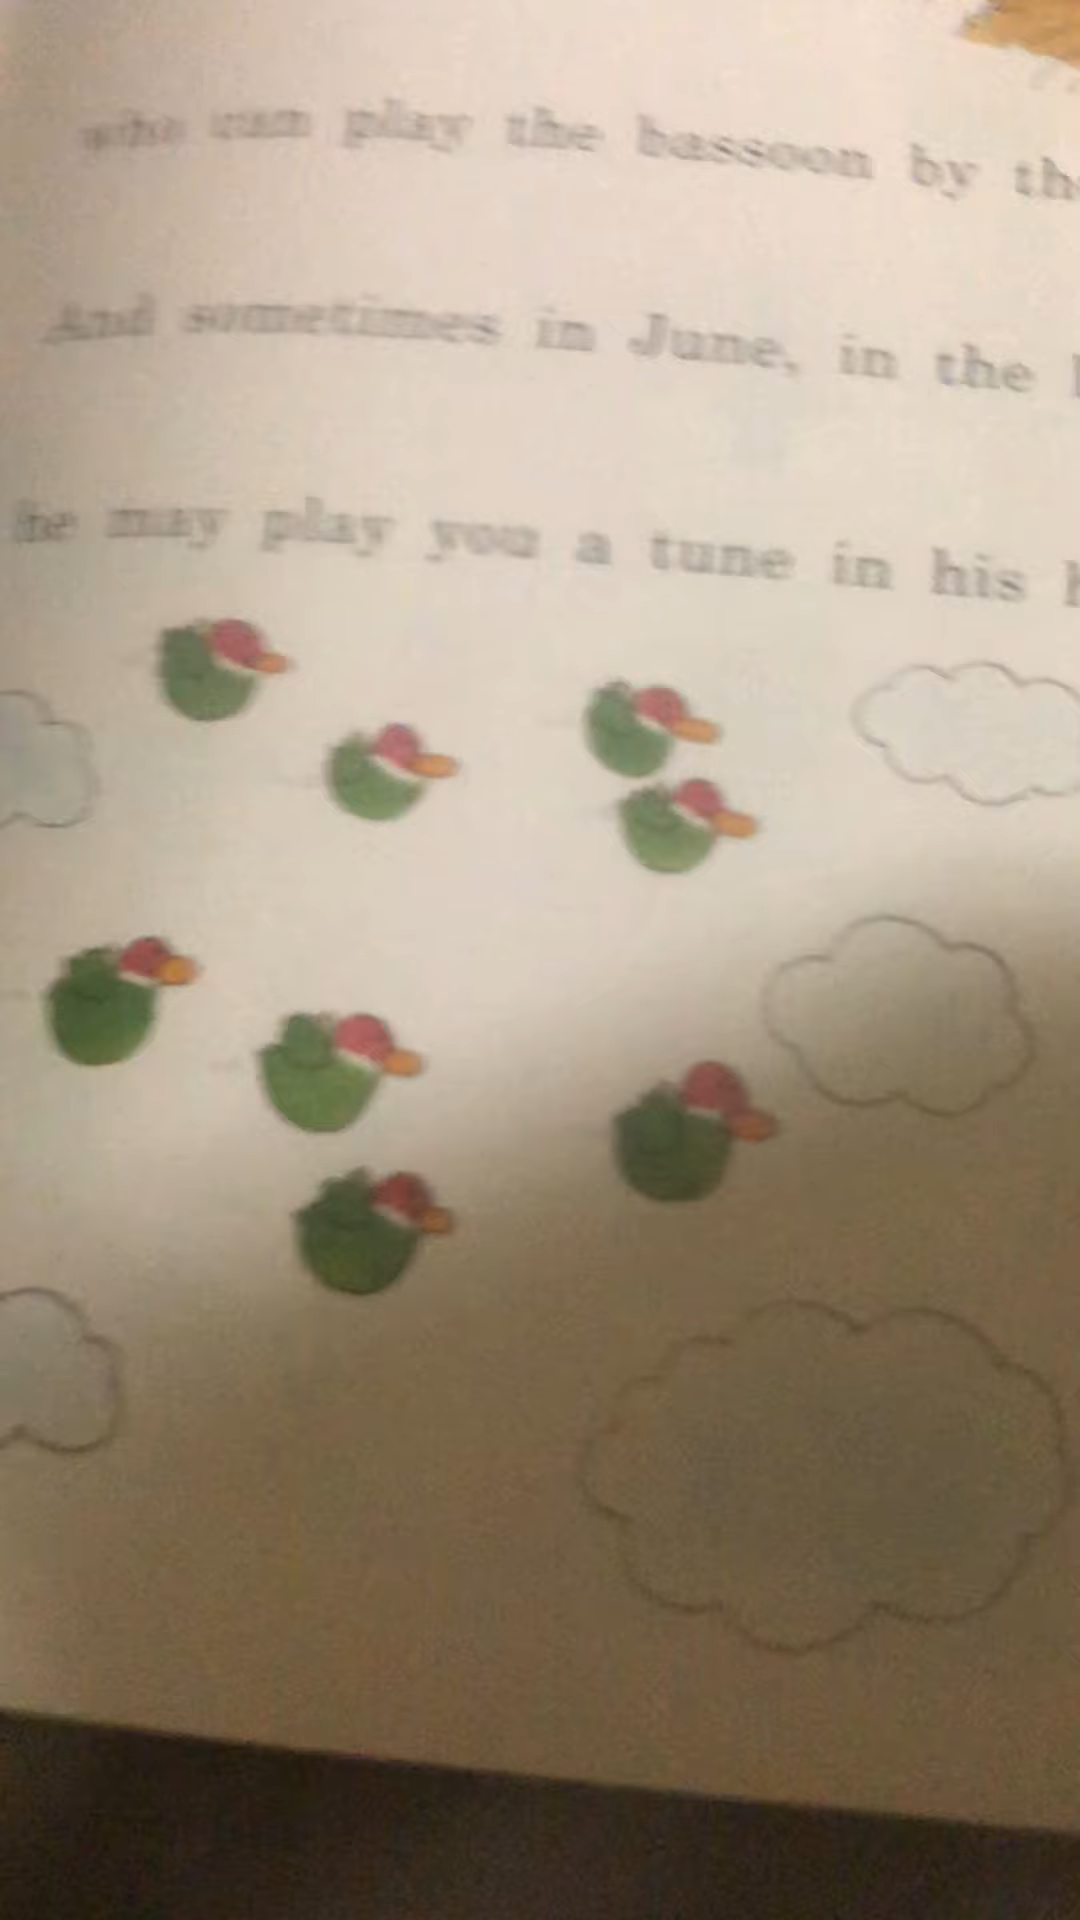 who can play the bassoon by
And sometimes in June, in the
he may play you a tune in his